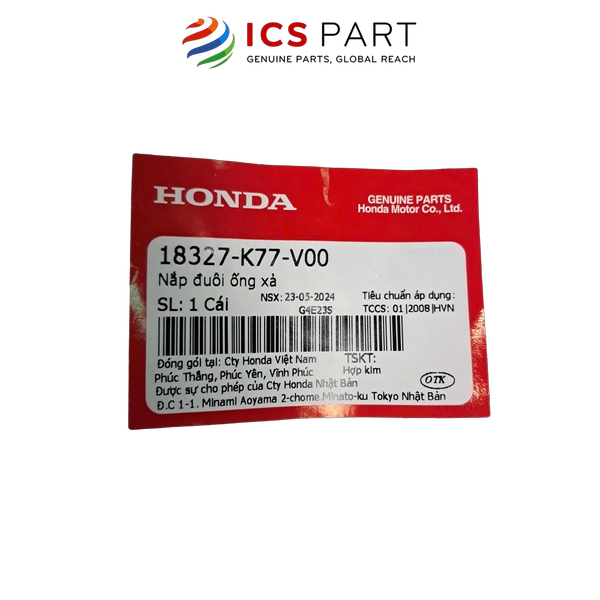 ICS PART
GENUINE PARTS, GLOBAL REACH
HONDA
GENUINE PARTS
Honda Motor Co., Ltd.
18327-K77-V00
Nắp đuôi ống xả
SL: 1 Cái NSX: 23-05-2024 Tiêu chuẩn áp dụng:
G4E23S TCCS: 01|2008|HVN
Đóng gói tại: Cty Honda Việt Nam TSKT:
Phúc Thắng, Phúc Yên, Vĩnh Phúc Hợp kim
Được sự cho phép của Cty Honda Nhật Bản OTK
Đ.C 1-1. Minami Aoyama 2-chome.Minato-ku Tokyo Nhật Bản